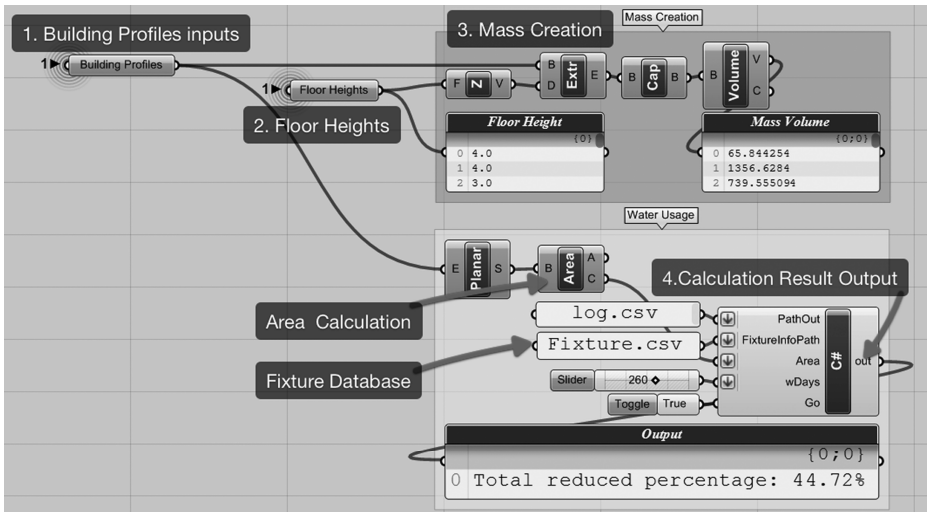 1. Building Profiles inputs
3. Mass Creation
Mass Creation
1
Building Profiles
1
Floor Heights
2. Floor Heights
F Z V
B D Extr E
B Cap B
B Volume V C
Floor Height
{0}
0 4.0
1 4.0
2 3.0
Mass Volume
{0;0}
0 65.844254
1 1356.6284
2 739.555094
Water Usage
E Planar S
B Area A C
4.Calculation Result Output
Area Calculation
Fixture Database
log.csv
Fixture.csv
Slider 260
Toggle True
PathOut
FixtureInfoPath
Area
wDays
Go
C#
out
Output
{0;0}
0 Total reduced percentage: 44.72%